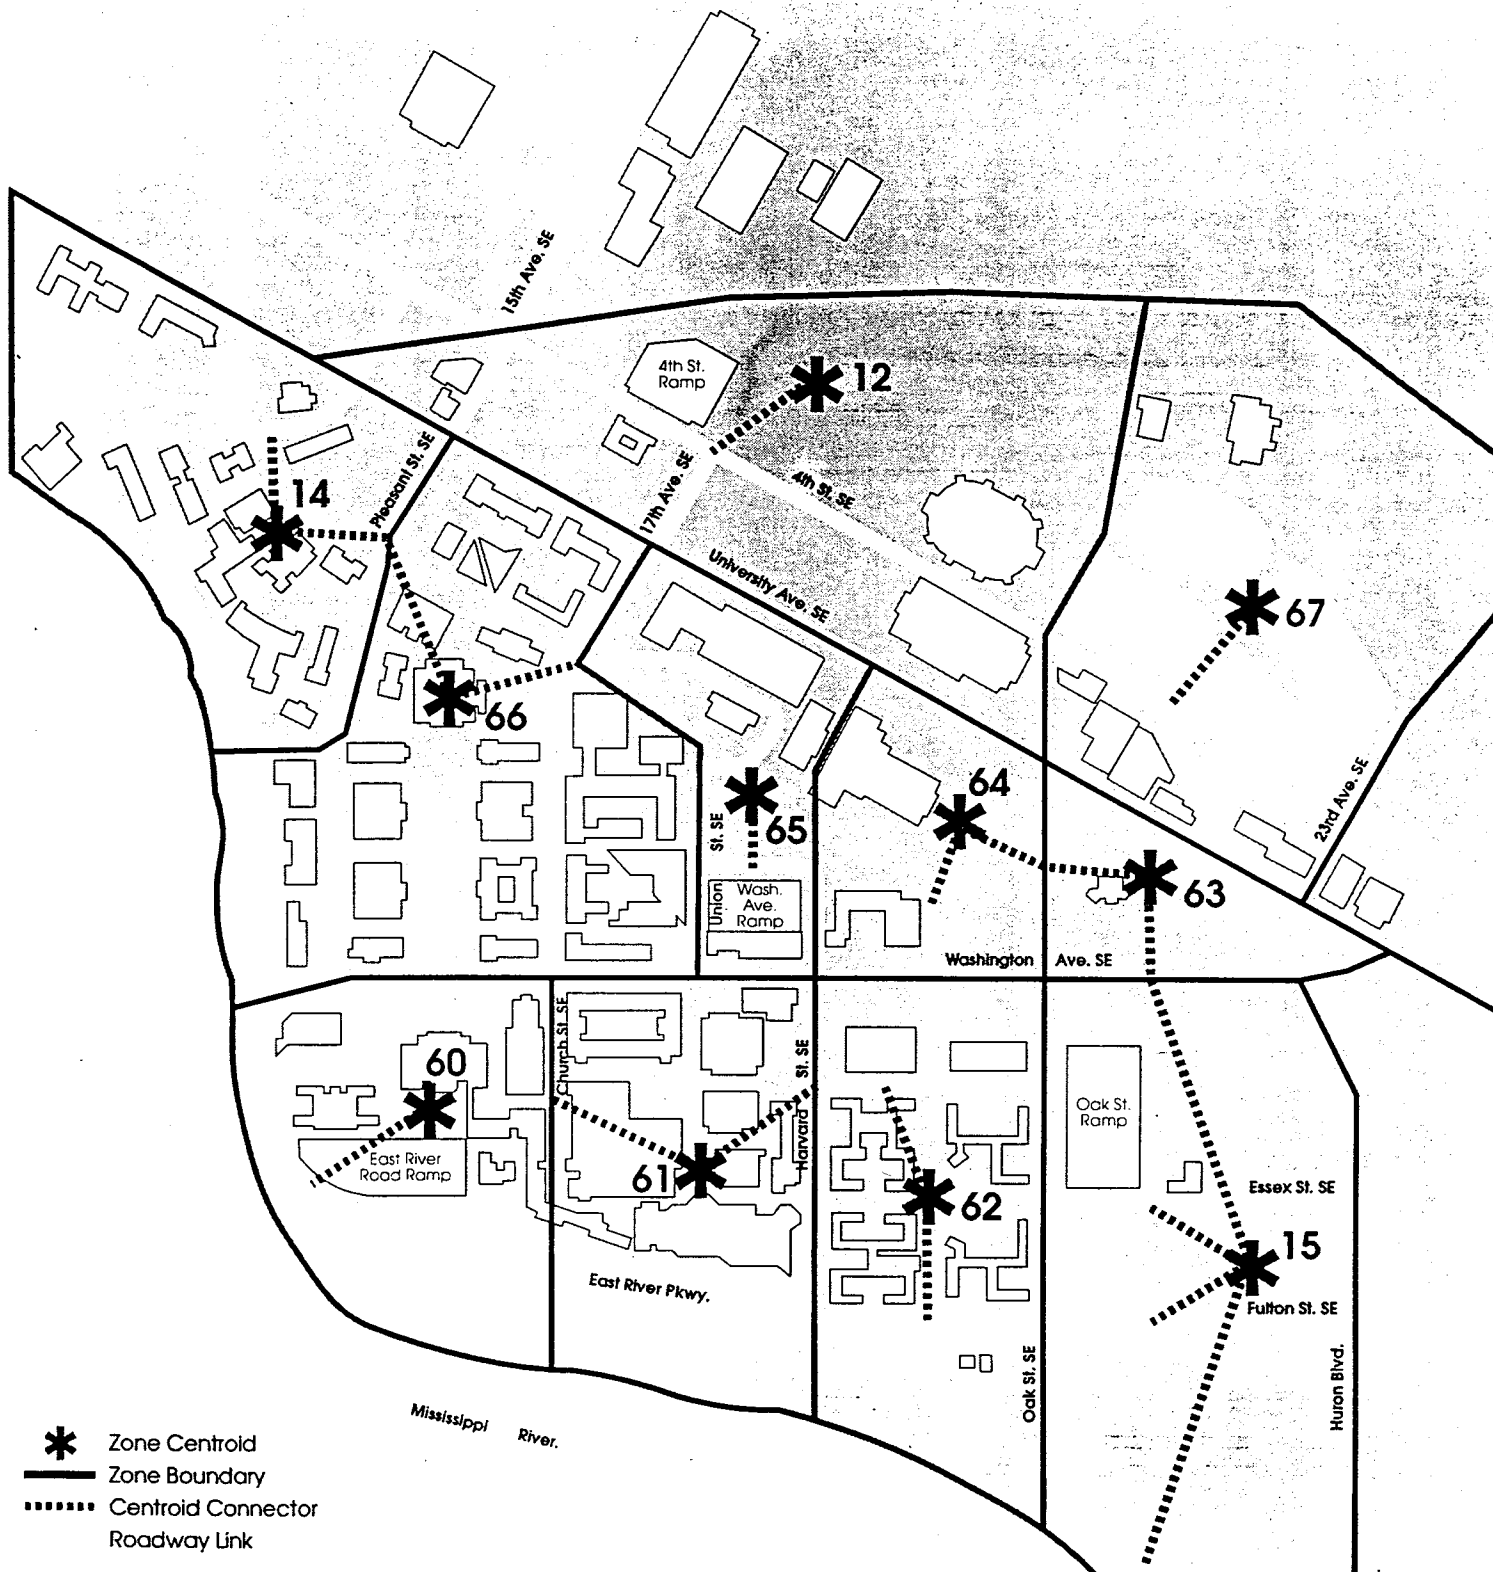 15th Ave. SE
4th St.
Ramp
12
Pleasant St. SE
17th Ave. SE
4th St. SE
14
University Ave. SE
67
66
64
65
St. SE
Union
23rd Ave. SE
63
Wash.
Ave.
Ramp
Washington Ave. SE
Church St. SE
60
St. SE
Harvard
Oak St.
Ramp
East River
Road Ramp
61
62
Essex St. SE
15
East River Pkwy.
Fulton St. SE
Oak St. SE
Huron Blvd.
Mississippi River.
Zone Centroid
Zone Boundary
Centroid Connector
Roadway Link